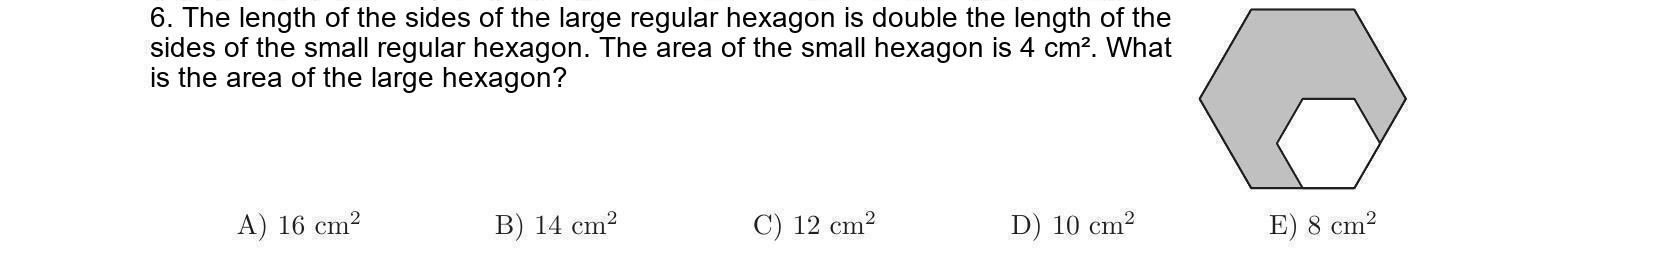 6. The length of the sides of the large regular hexagon is double the length of the
sides of the small regular hexagon. The area of the small hexagon is 4 cm². What
is the area of the large hexagon?
A) 16 cm² B) 14 cm² C) 12 cm² D) 10 cm² E) 8 cm²